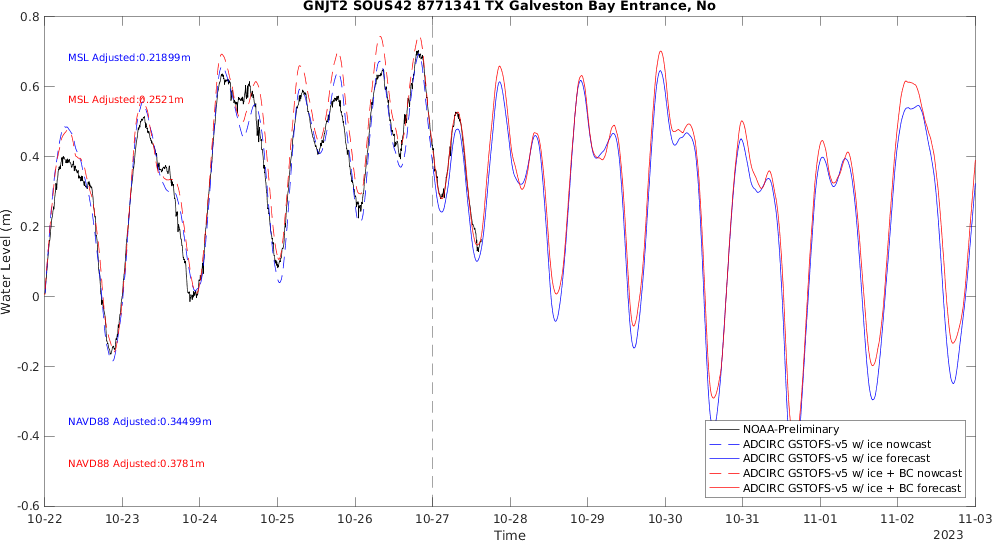 GNJT2 SOUS42 8771341 TX Galveston Bay Entrance, No
0.8
MSL Adjusted:0.21899m
0.6
MSL Adjusted:0.2521m
0.4
Water Level (m)
0.2
0
-0.2
NAVD88 Adjusted:0.34499m
-0.4
NAVD88 Adjusted:0.3781m
-0.6
NOAA-Preliminary
ADCIRC GSTOFS-v5 w/ ice nowcast
ADCIRC GSTOFS-v5 w/ ice forecast
ADCIRC GSTOFS-v5 w/ ice + BC nowcast
ADCIRC GSTOFS-v5 w/ ice + BC forecast
10-22 10-23 10-24 10-25 10-26 10-27 10-28 10-29 10-30 10-31 11-01 11-02 11-03
Time
2023